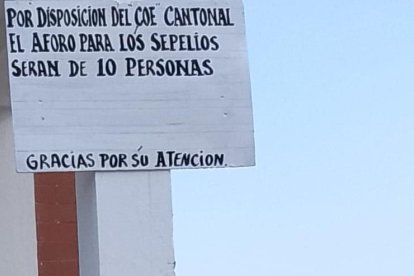 POR DISPOSICION DEL COE CANTONAL
EL AFORO PARA LOS SEPELIOS
SERAN DE 10 PERSONAS
GRACIAS POR SU ATENCION.